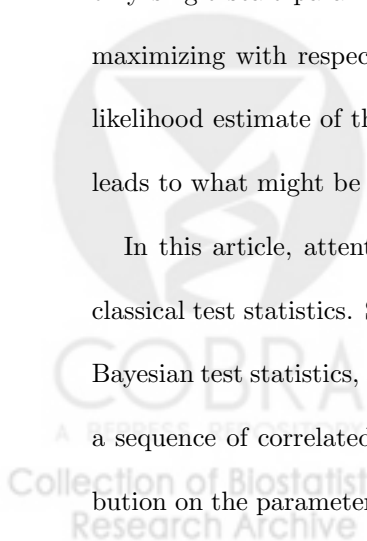 maximizing with respec
likelihood estimate of th
leads to what might be
In this article, attent
classical test statistics. S
COBRA
Bayesian test statistics,
A BEPRESS REPOSITORY
a sequence of correlated
Collection of Biostatist
bution on the parameter
Research Archive